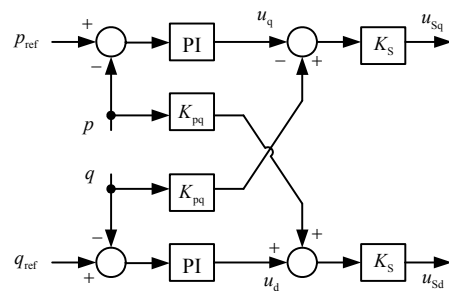 + u_q u_Sq
p_ref PI − + K_S
−
p K_pq
q K_pq
− + +
q_ref + PI u_d K_S u_Sd